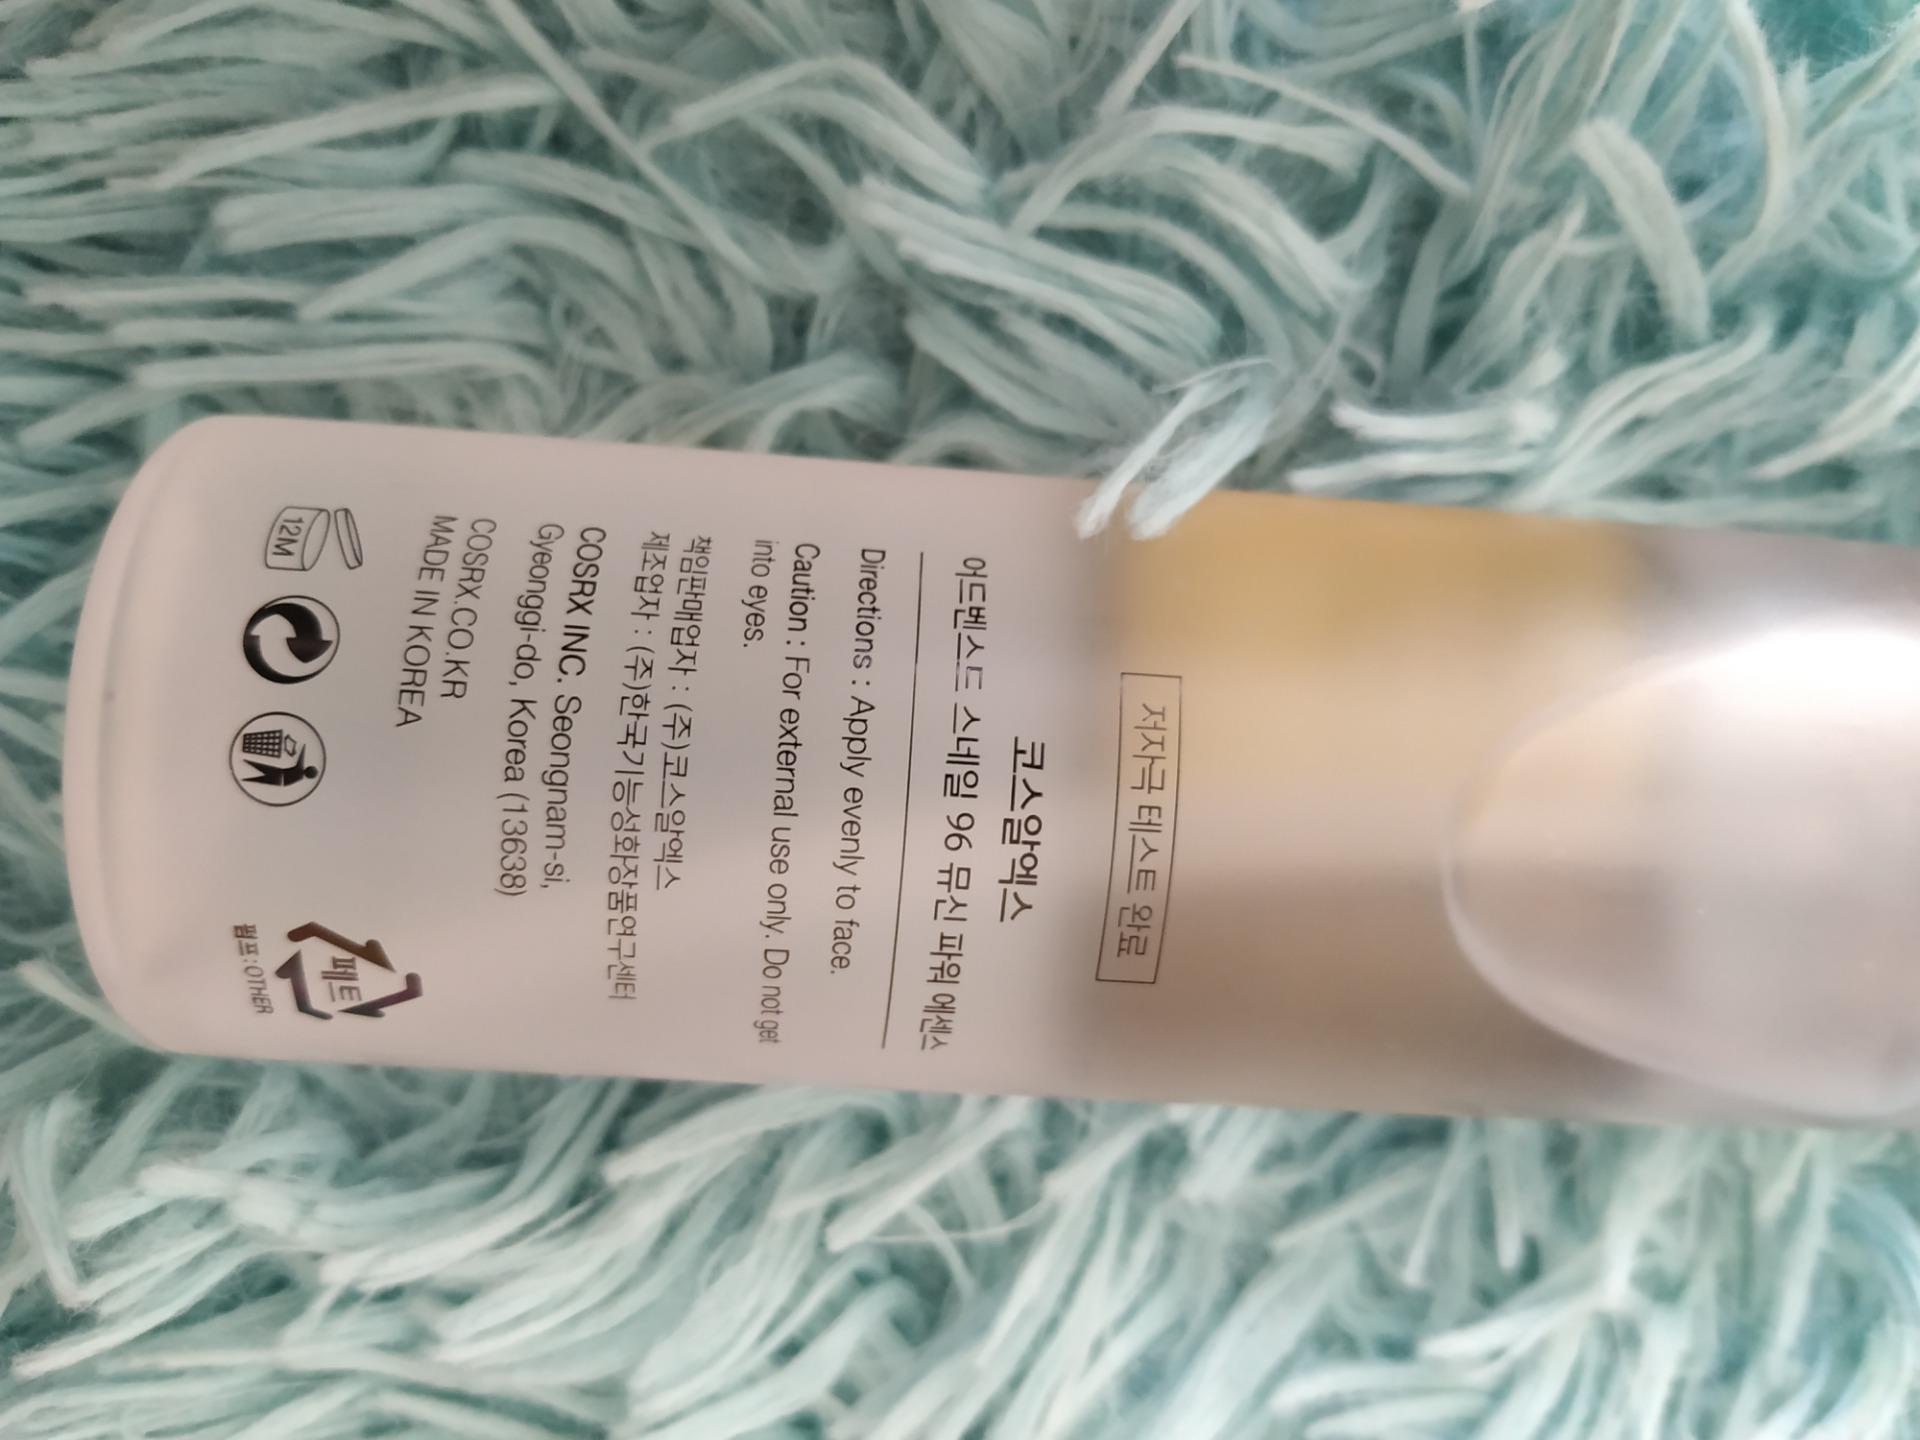 저자극 테스트 완료
코스알엑스
어드벤스드 스네일 96 뮤신 파워 에센스
Directions : Apply evenly to face.
Caution : For external use only. Do not get
into eyes.
책임판매업자 : (주)코스알엑스
제조업자 : (주)한국기능성화장품연구센터
COSRX INC. Seongnam-si,
Gyeonggi-do, Korea (13638)
COSRX.CO.KR
MADE IN KOREA
12M
페트
펌프:OTHER